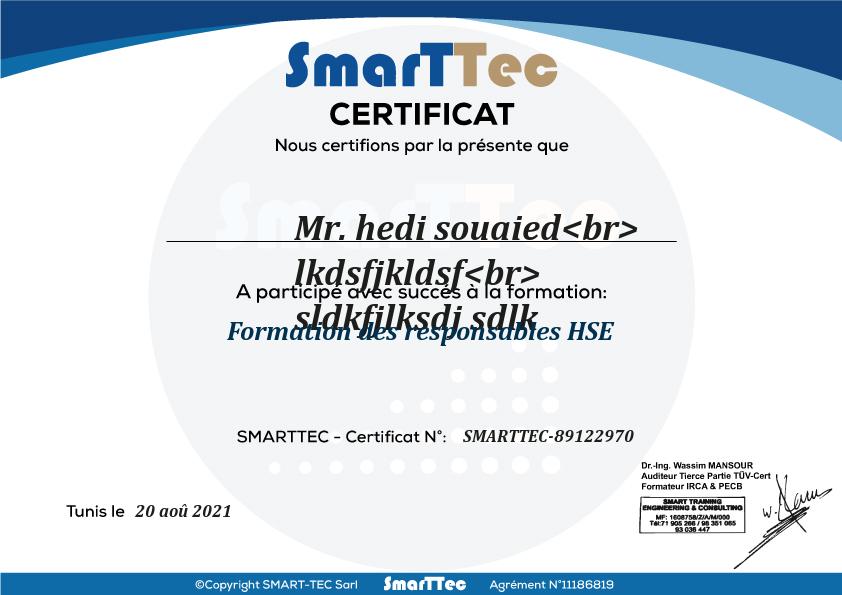 SmarTTec
CERTIFICAT
Nous certifions par la présente que
SmarTTec
Mr. hedi souaied<br>
lkdsfjkldsf<br>
A participé avec succés à la formation:
sldkfjlksdj sdlk
Formation des responsables HSE
SMARTTEC - Certificat N°: SMARTTEC-89122970
Dr.-Ing. Wassim MANSOUR
Auditeur Tierce Partie TÜV-Cert
Formateur IRCA & PECB
SMART TRAINING
ENGINEERING & CONSULTING
MF: 1608758/Z/A/M/000
Tél:71 905 266 / 98 351 065
93 036 447
Tunis le 20 aoû 2021
©Copyright SMART-TEC Sarl SmarTTec Agrément N°11186819